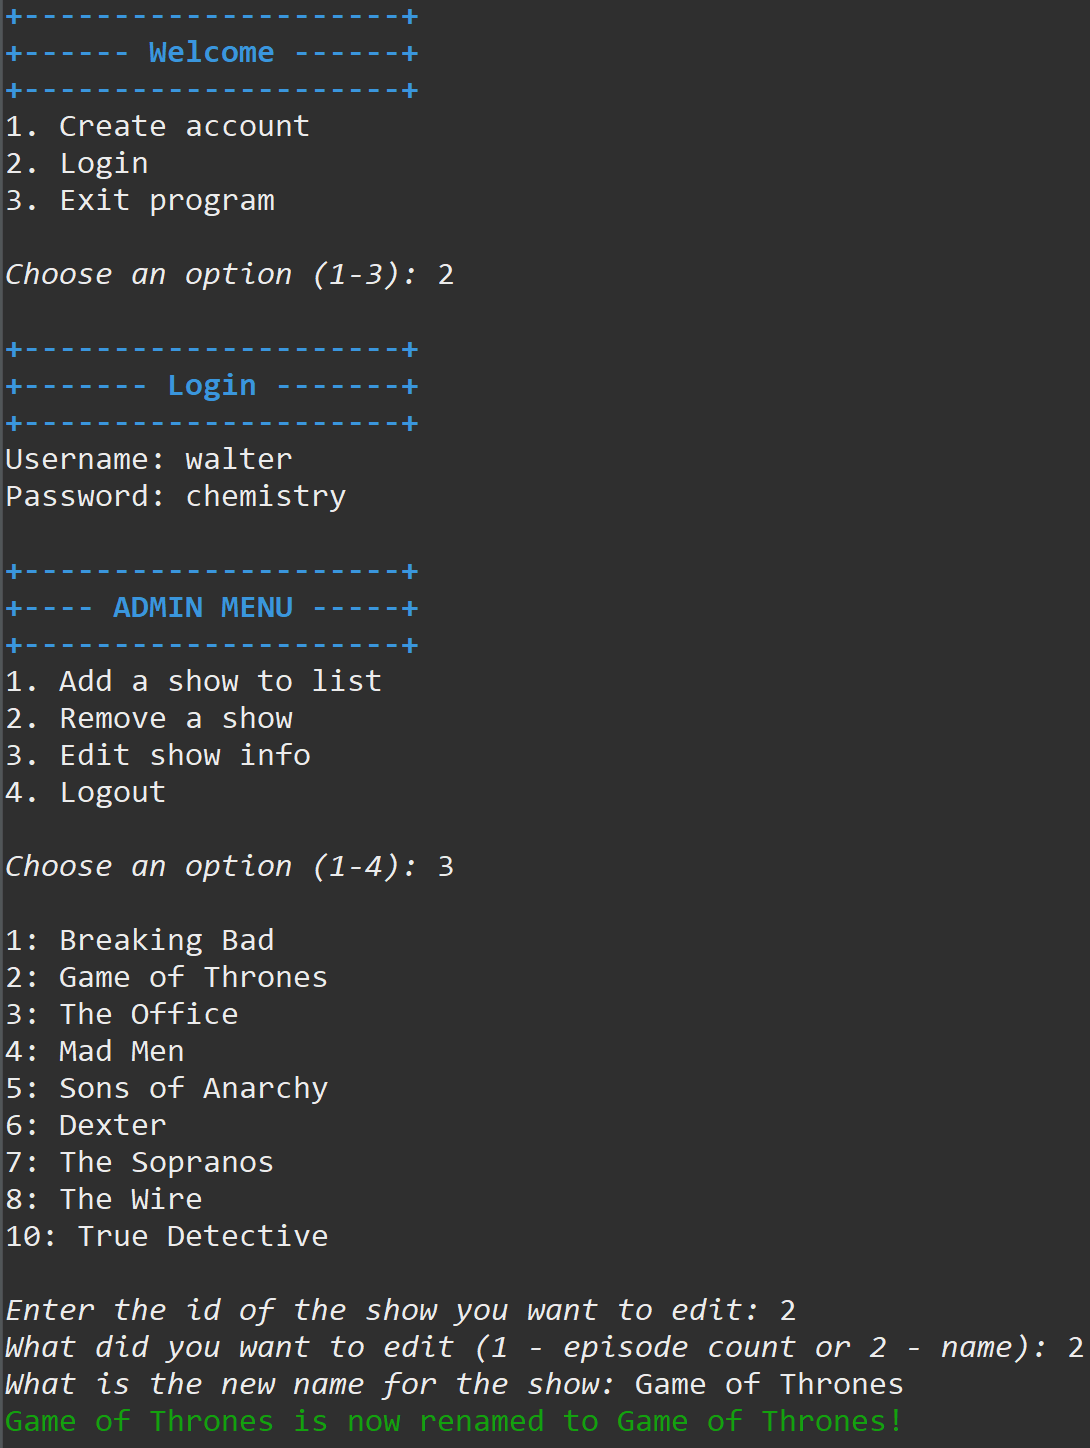 +---------------------+
+------ Welcome ------+
+---------------------+
1. Create account
2. Login
3. Exit program
Choose an option (1-3): 2
+---------------------+
+------- Login -------+
+---------------------+
Username: walter
Password: chemistry
+---------------------+
+---- ADMIN MENU -----+
+---------------------+
1. Add a show to list
2. Remove a show
3. Edit show info
4. Logout
Choose an option (1-4): 3
1: Breaking Bad
2: Game of Thrones
3: The Office
4: Mad Men
5: Sons of Anarchy
6: Dexter
7: The Sopranos
8: The Wire
10: True Detective
Enter the id of the show you want to edit: 2
What did you want to edit (1 - episode count or 2 - name): 2
What is the new name for the show: Game of Thrones
Game of Thrones is now renamed to Game of Thrones!